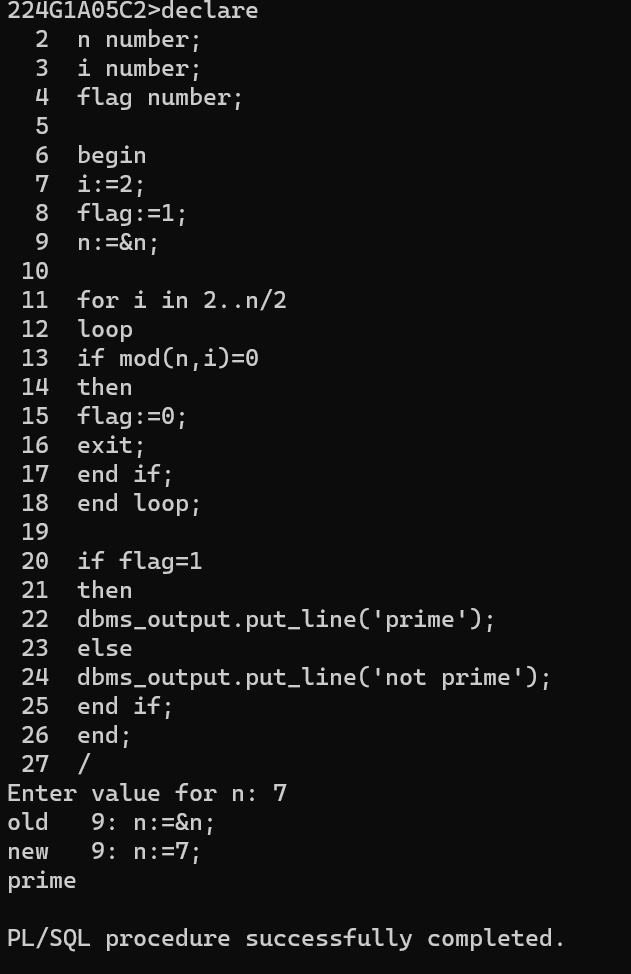 224G1A05C2>declare
2 n number;
3 i number;
4 flag number;
5
6 begin
7 i:=2;
8 flag:=1;
9 n:=&n;
10
11 for i in 2..n/2
12 loop
13 if mod(n,i)=0
14 then
15 flag:=0;
16 exit;
17 end if;
18 end loop;
19
20 if flag=1
21 then
22 dbms_output.put_line('prime');
23 else
24 dbms_output.put_line('not prime');
25 end if;
26 end;
27 /
Enter value for n: 7
old 9: n:=&n;
new 9: n:=7;
prime
PL/SQL procedure successfully completed.